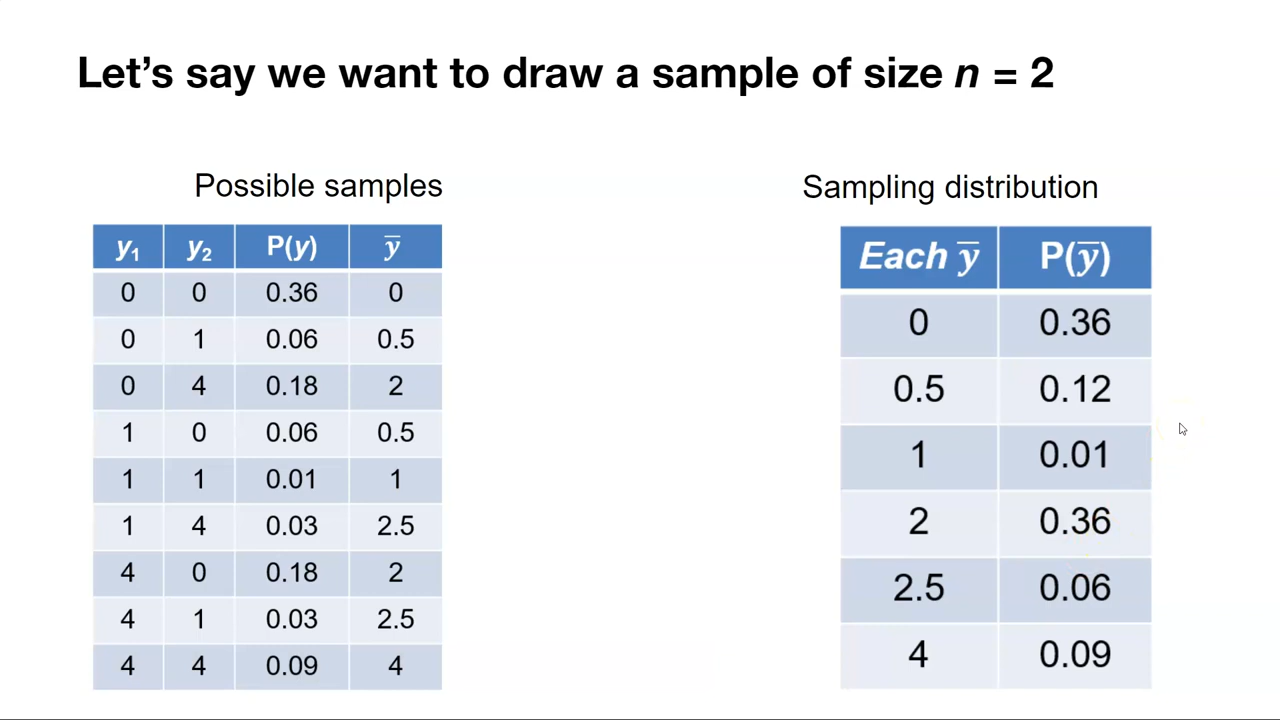 Let’s say we want to draw a sample of size n = 2
Possible samples
y₁ y₂ P(y) ȳ
0 0 0.36 0
0 1 0.06 0.5
0 4 0.18 2
1 0 0.06 0.5
1 1 0.01 1
1 4 0.03 2.5
4 0 0.18 2
4 1 0.03 2.5
4 4 0.09 4
Sampling distribution
Each ȳ P(ȳ)
0 0.36
0.5 0.12
1 0.01
2 0.36
2.5 0.06
4 0.09